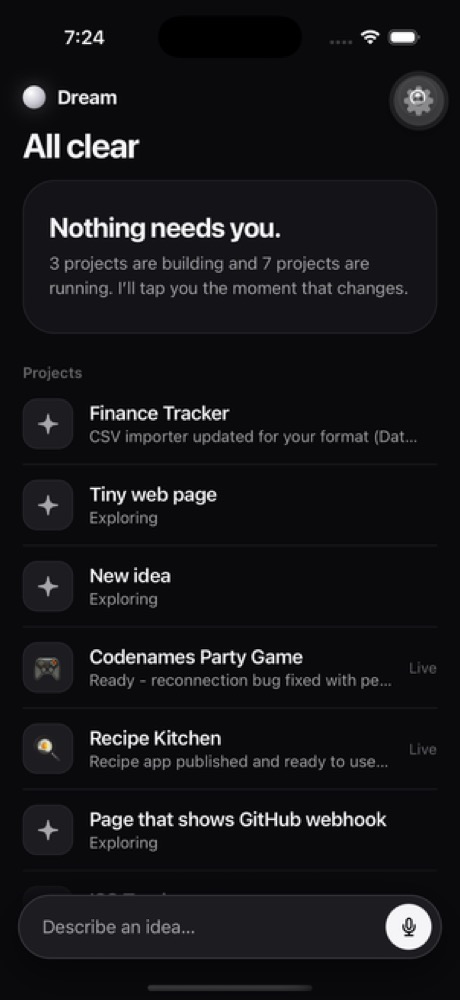 7:24
Dream
All clear
Nothing needs you.
3 projects are building and 7 projects are
running. I'll tap you the moment that changes.
Projects
Finance Tracker
CSV importer updated for your format (Dat...
Tiny web page
Exploring
New idea
Exploring
Codenames Party Game
Ready - reconnection bug fixed with pe...
Live
Recipe Kitchen
Recipe app published and ready to use...
Live
Page that shows GitHub webhook
Exploring
Describe an idea...